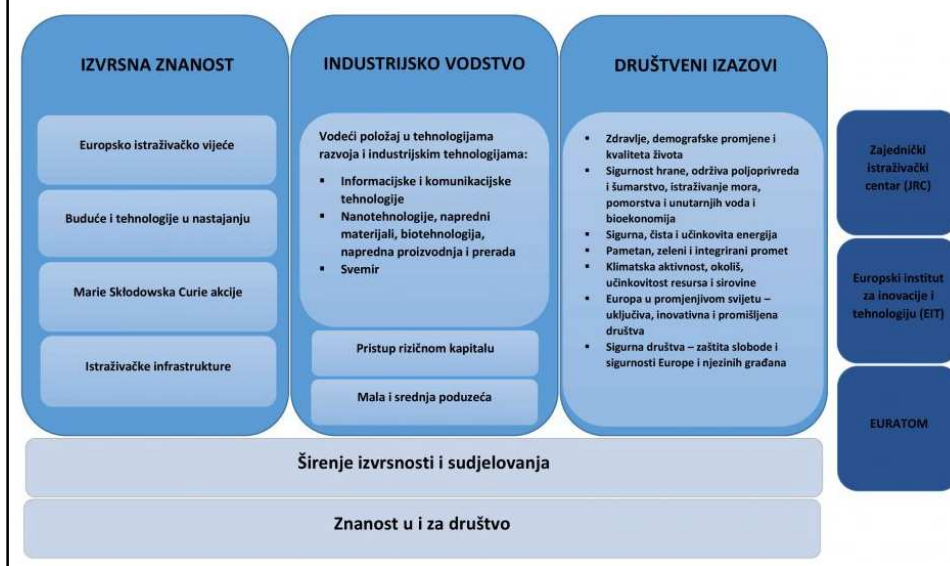 IZVRSNA ZNANOST
Europsko istraživačko vijeće
Buduće i tehnologije u nastajanju
Marie Skłodowska Curie akcije
Istraživačke infrastrukture
INDUSTRIJSKO VODSTVO
Vodeći položaj u tehnologijama
razvoja i industrijskim tehnologijama:
▪ Informacijske i komunikacijske
tehnologije
▪ Nanotehnologije, napredni
materijali, biotehnologija,
napredna proizvodnja i prerada
▪ Svemir
Pristup rizičnom kapitalu
Mala i srednja poduzeća
DRUŠTVENI IZAZOVI
▪ Zdravlje, demografske promjene i
kvaliteta života
▪ Sigurnost hrane, održiva poljoprivreda
i šumarstvo, istraživanje mora,
pomorstva i unutarnjih voda i
bioekonomija
▪ Sigurna, čista i učinkovita energija
▪ Pametan, zeleni i integrirani promet
▪ Klimatska aktivnost, okoliš,
učinkovitost resursa i sirovine
▪ Europa u promjenjivom svijetu –
uključiva, inovativna i promišljena
društva
▪ Sigurna društva – zaštita slobode i
sigurnosti Europe i njezinih građana
Zajednički
istraživački
centar (JRC)
Europski institut
za inovacije i
tehnologiju (EIT)
EURATOM
Širenje izvrsnosti i sudjelovanja
Znanost u i za društvo